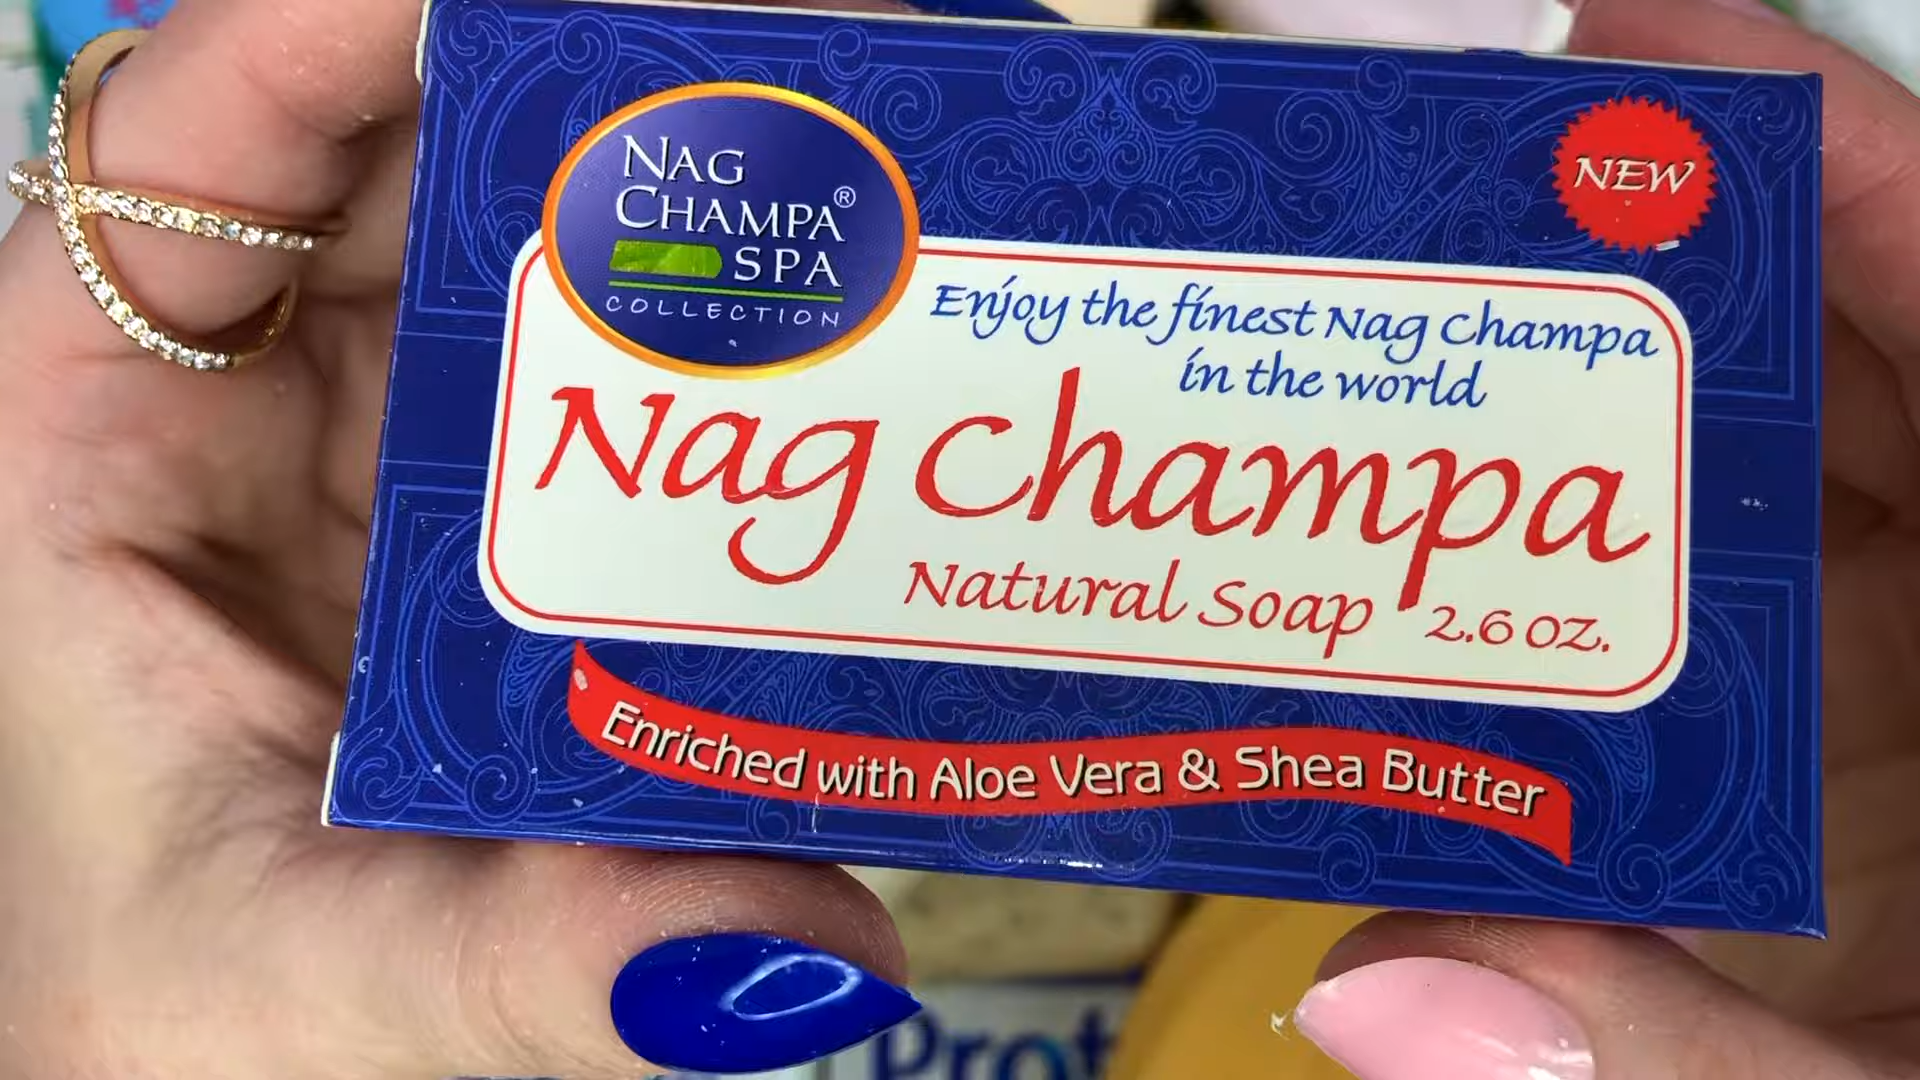 NAG
CHAMPA®
SPA
COLLECTION
NEW
Enjoy the finest Nag Champa
in the world
Nag Champa
Natural Soap 2.6 oz.
Enriched with Aloe Vera & Shea Butter